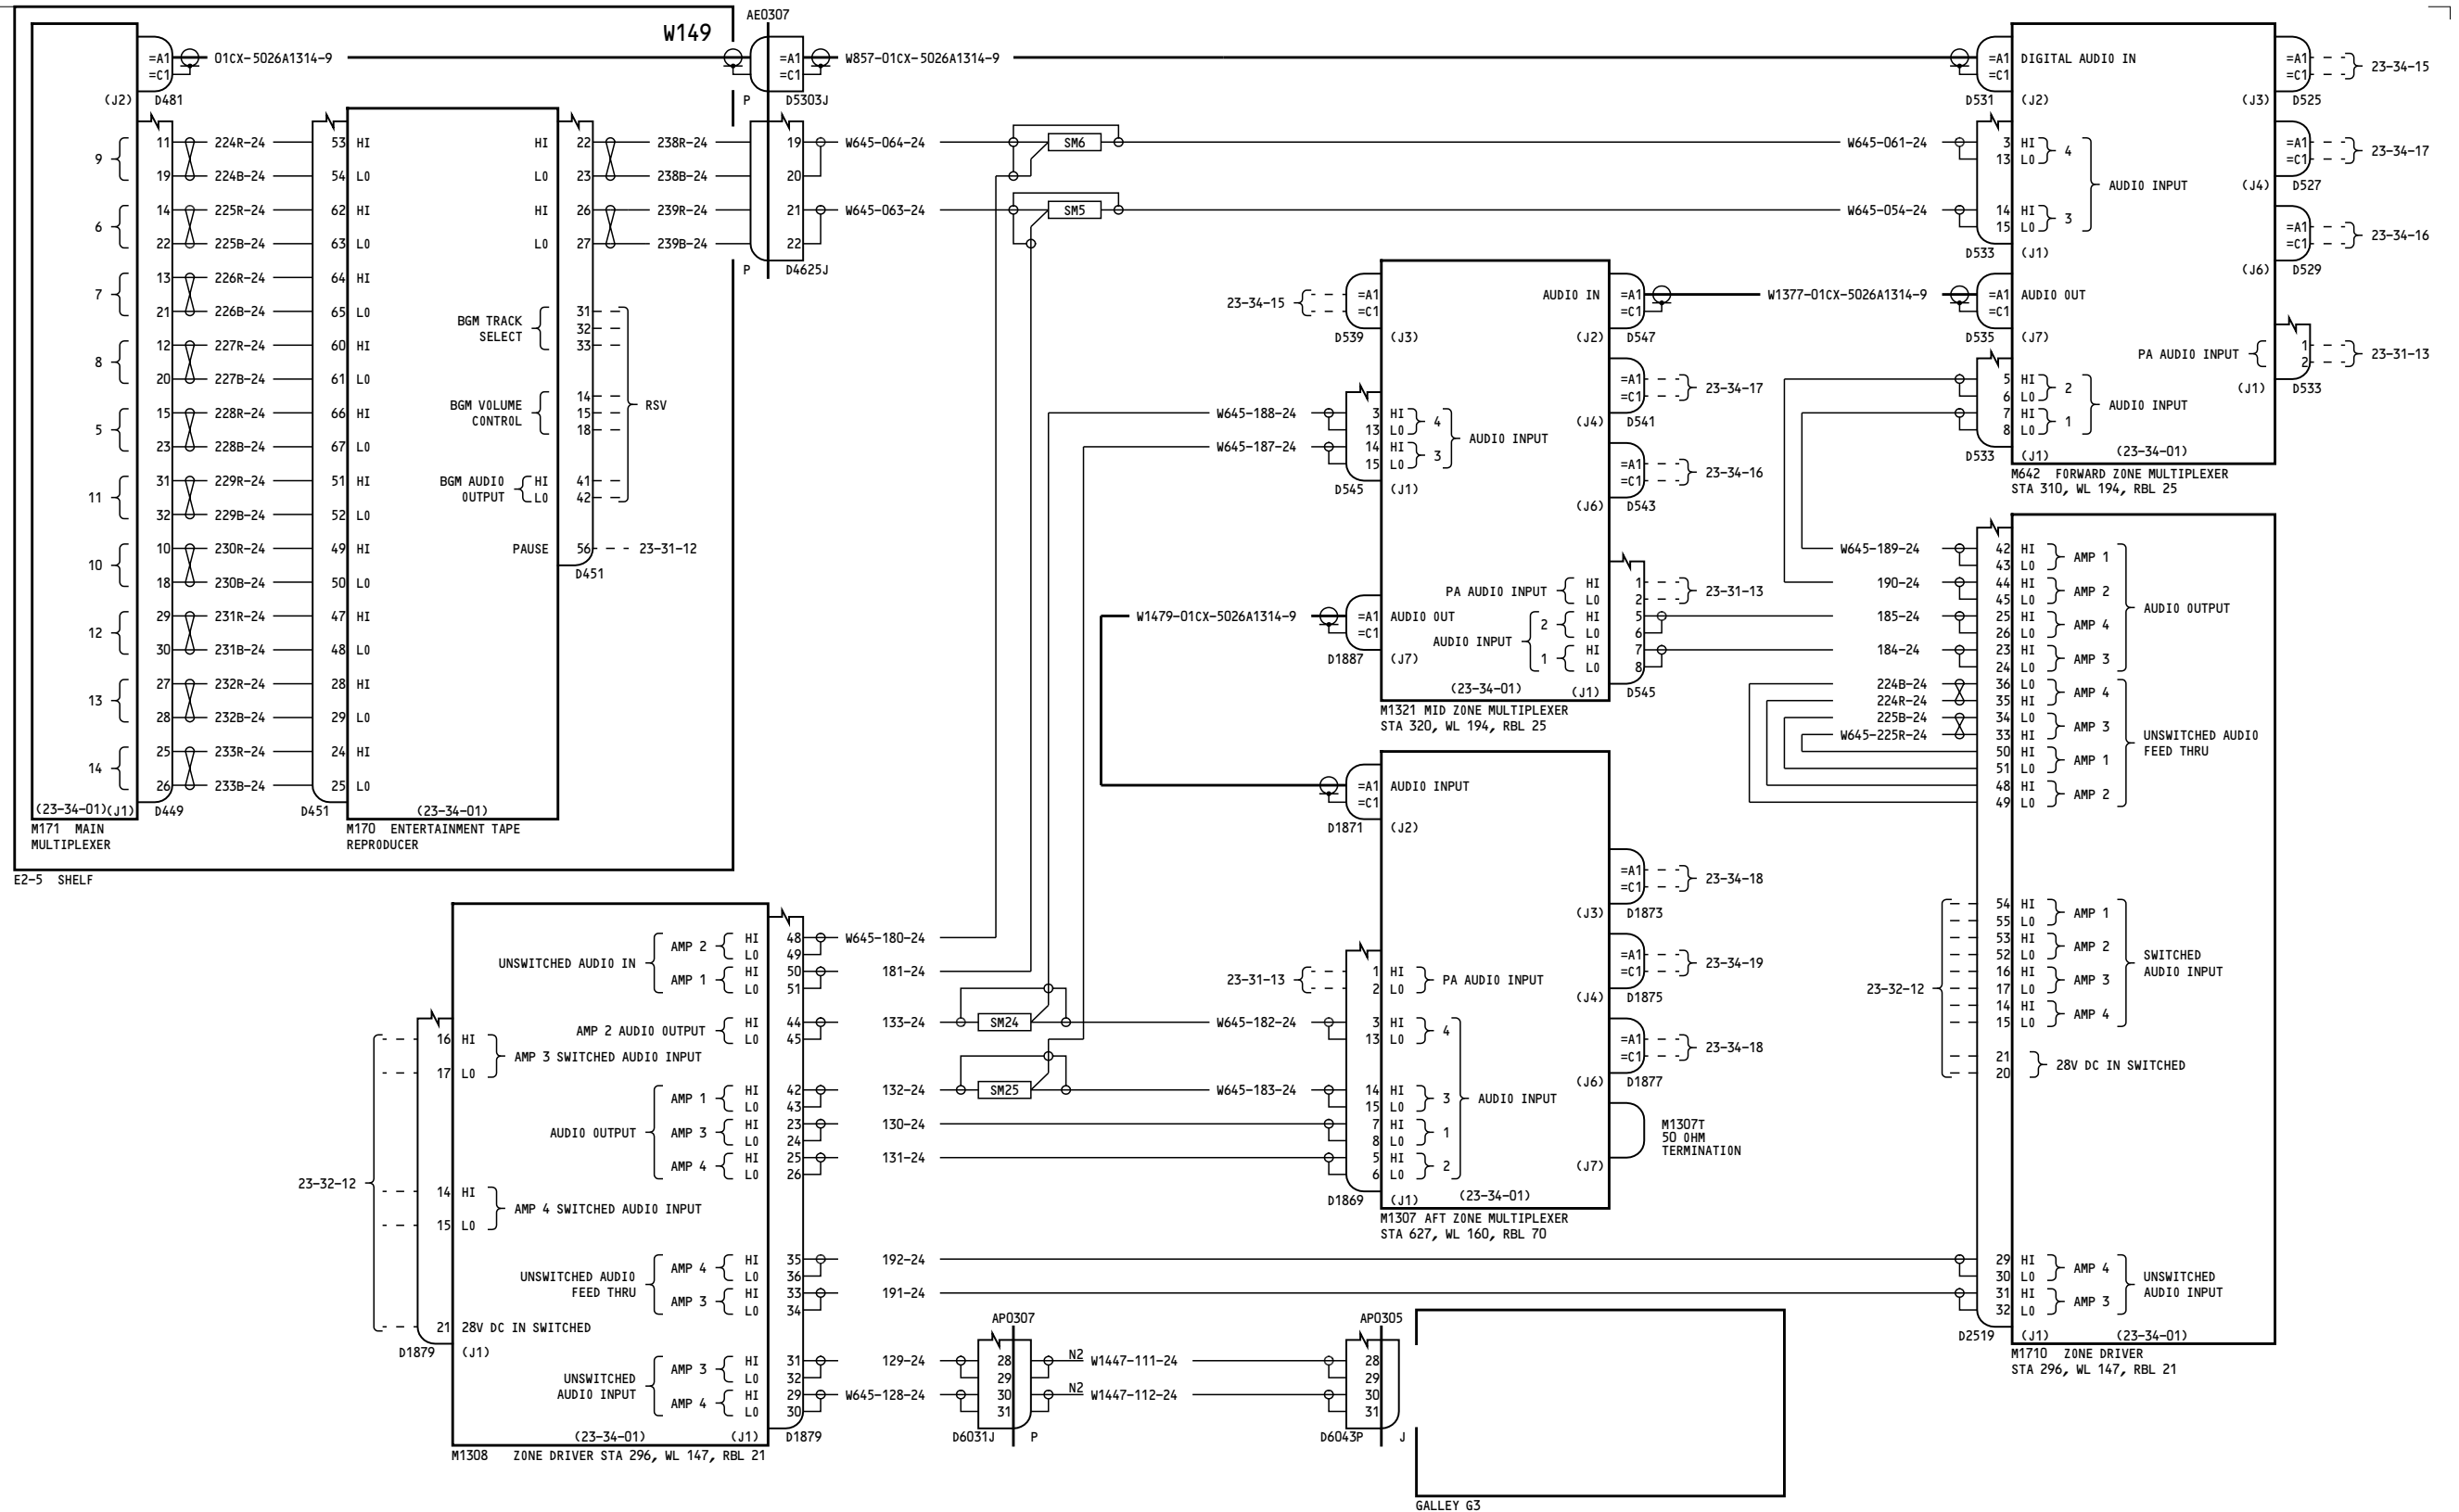 W149
AE0307
=A1
=C1
01CX-5026A1314-9
=A1
=C1
W857-01CX-5026A1314-9
(J2) D481
P D5303J
9 { 11 224R-24 53 HI
19 224B-24 54 LO
6 { 14 225R-24 62 HI
22 225B-24 63 LO
7 { 13 226R-24 64 HI
21 226B-24 65 LO
8 { 12 227R-24 60 HI
20 227B-24 61 LO
5 { 15 228R-24 66 HI
23 228B-24 67 LO
11 { 31 229R-24 51 HI
32 229B-24 52 LO
10 { 10 230R-24 49 HI
18 230B-24 50 LO
12 { 29 231R-24 47 HI
30 231B-24 48 LO
13 { 27 232R-24 28 HI
28 232B-24 29 LO
14 { 25 233R-24 24 HI
26 233B-24 25 LO
(23-34-01)(J1) D449 D451 (23-34-01)
M171 MAIN
MULTIPLEXER
M170 ENTERTAINMENT TAPE
REPRODUCER
E2-5 SHELF
HI 22 238R-24 19 W645-064-24 SM6 W645-061-24
LO 23 238B-24 20
HI 26 239R-24 21 W645-063-24 SM5 W645-054-24
LO 27 239B-24 22
P D4625J
BGM TRACK
SELECT
31
32
33
BGM VOLUME
CONTROL
14
15
18
RSV
BGM AUDIO
OUTPUT
HI 41
LO 42
PAUSE 56 23-31-12
D451
=A1 DIGITAL AUDIO IN
=C1
D531 (J2)
=A1
=C1
23-34-15
(J3) D525
3 HI
13 LO
4
14 HI
15 LO
3
AUDIO INPUT
D533 (J1)
=A1
=C1
23-34-17
(J4) D527
=A1
=C1
23-34-16
(J6) D529
=A1 AUDIO OUT
=C1
D535 (J7)
PA AUDIO INPUT
1
2
23-31-13
(J1) D533
5 HI
6 LO
2
7 HI
8 LO
1
AUDIO INPUT
D533 (J1) (23-34-01)
M642 FORWARD ZONE MULTIPLEXER
STA 310, WL 194, RBL 25
23-34-15
=A1
=C1
D539 (J3)
AUDIO IN =A1
=C1
W1377-01CX-5026A1314-9
(J2) D547
=A1
=C1
23-34-17
(J4) D541
=A1
=C1
23-34-16
(J6) D543
W645-188-24 3 HI
13 LO
4
W645-187-24 14 HI
15 LO
3
AUDIO INPUT
D545 (J1)
PA AUDIO INPUT HI 1
LO 2
23-31-13
W1479-01CX-5026A1314-9 =A1 AUDIO OUT
=C1
D1887 (J7)
AUDIO INPUT
2 HI 5
LO 6
1 HI 7
LO 8
(23-34-01) (J1) D545
M1321 MID ZONE MULTIPLEXER
STA 320, WL 194, RBL 25
=A1 AUDIO INPUT
=C1
D1871 (J2)
=A1
=C1
23-34-18
(J3) D1873
=A1
=C1
23-34-19
(J4) D1875
=A1
=C1
23-34-18
(J6) D1877
M1307T
50 OHM
TERMINATION
(J7)
23-31-13 1 HI
2 LO
PA AUDIO INPUT
W645-182-24 3 HI
13 LO
4
W645-183-24 14 HI
15 LO
3
7 HI
8 LO
1
5 HI
6 LO
2
AUDIO INPUT
D1869 (J1) (23-34-01)
M1307 AFT ZONE MULTIPLEXER
STA 627, WL 160, RBL 70
W645-189-24 42 HI
43 LO
AMP 1
190-24 44 HI
45 LO
AMP 2
185-24 25 HI
26 LO
AMP 4
184-24 23 HI
24 LO
AMP 3
AUDIO OUTPUT
224B-24 36 LO
224R-24 35 HI
AMP 4
225B-24 34 LO
W645-225R-24 33 HI
AMP 3
50 HI
51 LO
AMP 1
48 HI
49 LO
AMP 2
UNSWITCHED AUDIO
FEED THRU
23-32-12
54 HI
55 LO
AMP 1
53 HI
52 LO
AMP 2
16 HI
17 LO
AMP 3
14 HI
15 LO
AMP 4
SWITCHED
AUDIO INPUT
21
20
28V DC IN SWITCHED
29 HI
30 LO
AMP 4
31 HI
32 LO
AMP 3
UNSWITCHED
AUDIO INPUT
D2519 (J1) (23-34-01)
M1710 ZONE DRIVER
STA 296, WL 147, RBL 21
UNSWITCHED AUDIO IN
AMP 2 HI 48 W645-180-24
LO 49
AMP 1 HI 50 181-24
LO 51
AMP 2 AUDIO OUTPUT HI 44 133-24 SM24
LO 45
AUDIO OUTPUT
AMP 1 HI 42 132-24 SM25
LO 43
AMP 3 HI 23 130-24
LO 24
AMP 4 HI 25 131-24
LO 26
23-32-12
16 HI
17 LO
AMP 3 SWITCHED AUDIO INPUT
14 HI
15 LO
AMP 4 SWITCHED AUDIO INPUT
21 28V DC IN SWITCHED
D1879 (J1)
UNSWITCHED AUDIO
FEED THRU
AMP 4 HI 35 192-24
LO 36
AMP 3 HI 33 191-24
LO 34
UNSWITCHED
AUDIO INPUT
AMP 3 HI 31 129-24
LO 32
AMP 4 HI 29 W645-128-24
LO 30
(23-34-01) (J1) D1879
M1308 ZONE DRIVER STA 296, WL 147, RBL 21
AP0307
28 N2 W1447-111-24
29
30 N2 W1447-112-24
31
D6031J P
AP0305
28
29
30
31
D6043P J
GALLEY G3